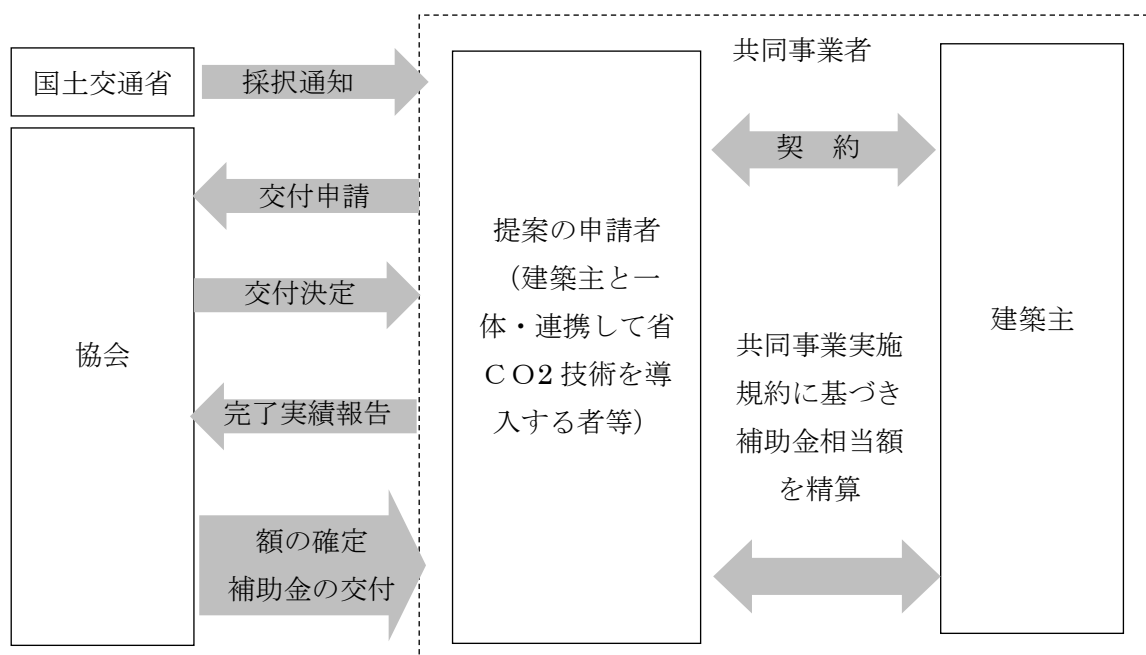 共同事業者
国土交通省
採択通知
契　約
交付申請
提案の申請者
（建築主と一
体・連携して省
ＣＯ2 技術を導
入する者等）
交付決定
建築主
協会
共同事業実施
規約に基づき
補助金相当額
を精算
完了実績報告
額の確定
補助金の交付